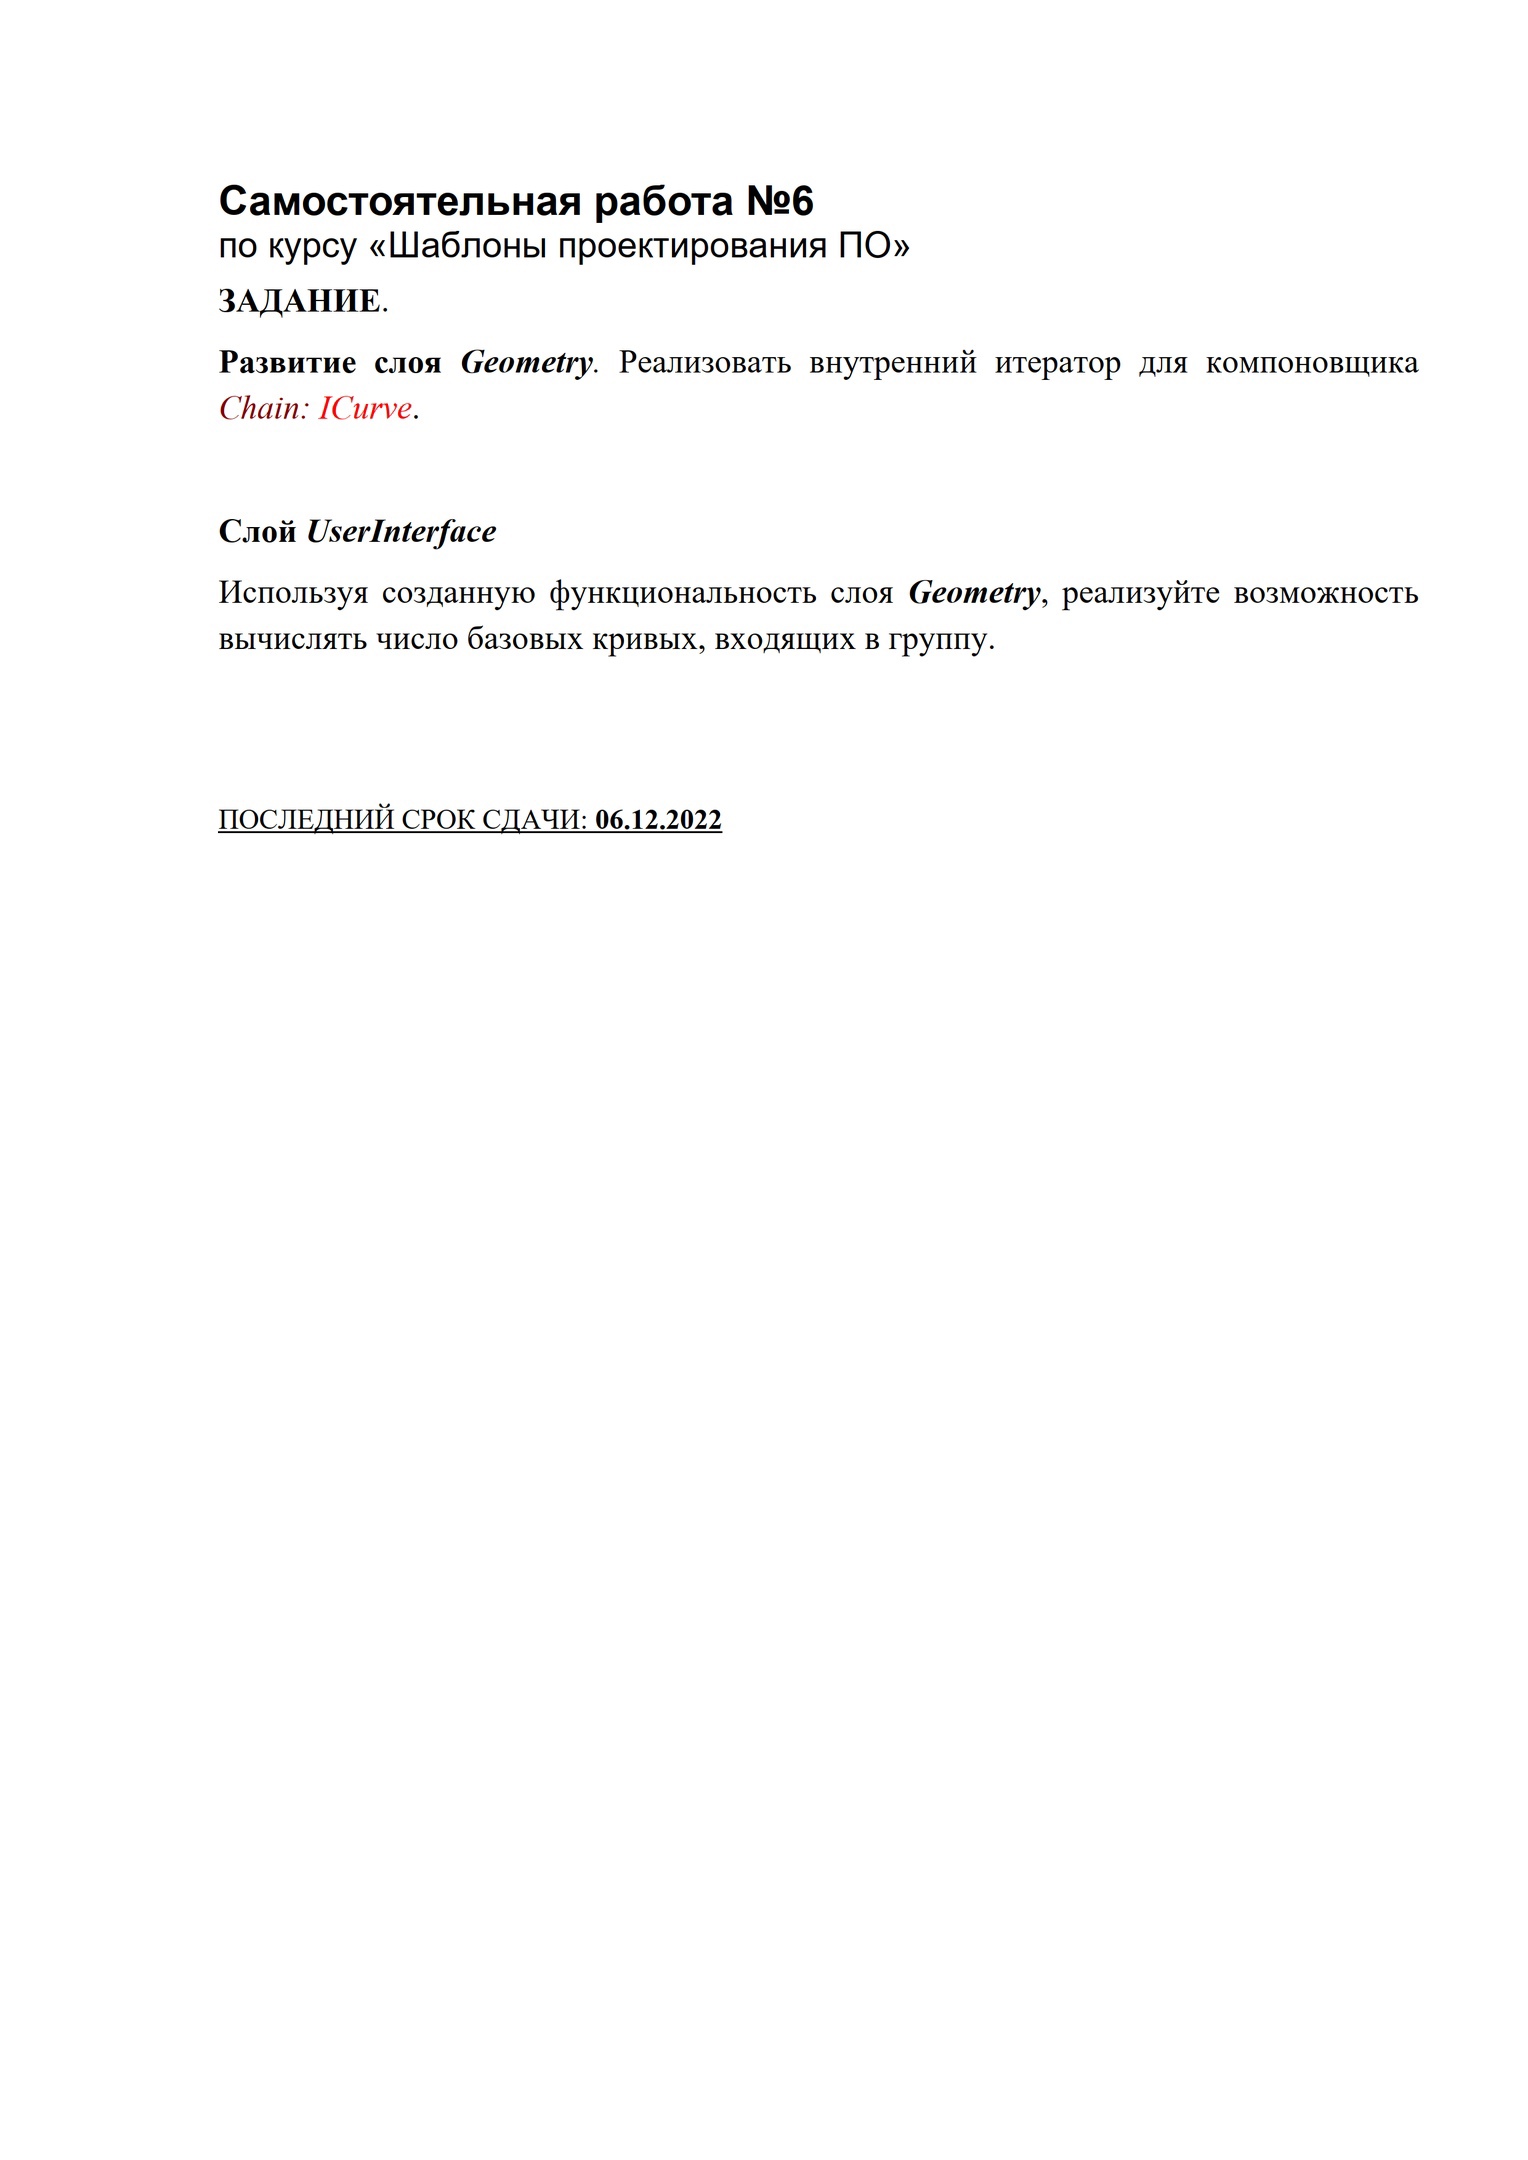 Самостоятельная работа №6
по курсу «Шаблоны проектирования ПО»
ЗАДАНИЕ.
Развитие слоя Geometry. Реализовать внутренний итератор для компоновщика
Chain: ICurve.
Слой UserInterface
Используя созданную функциональность слоя Geometry, реализуйте возможность
вычислять число базовых кривых, входящих в группу.
ПОСЛЕДНИЙ СРОК СДАЧИ: 06.12.2022